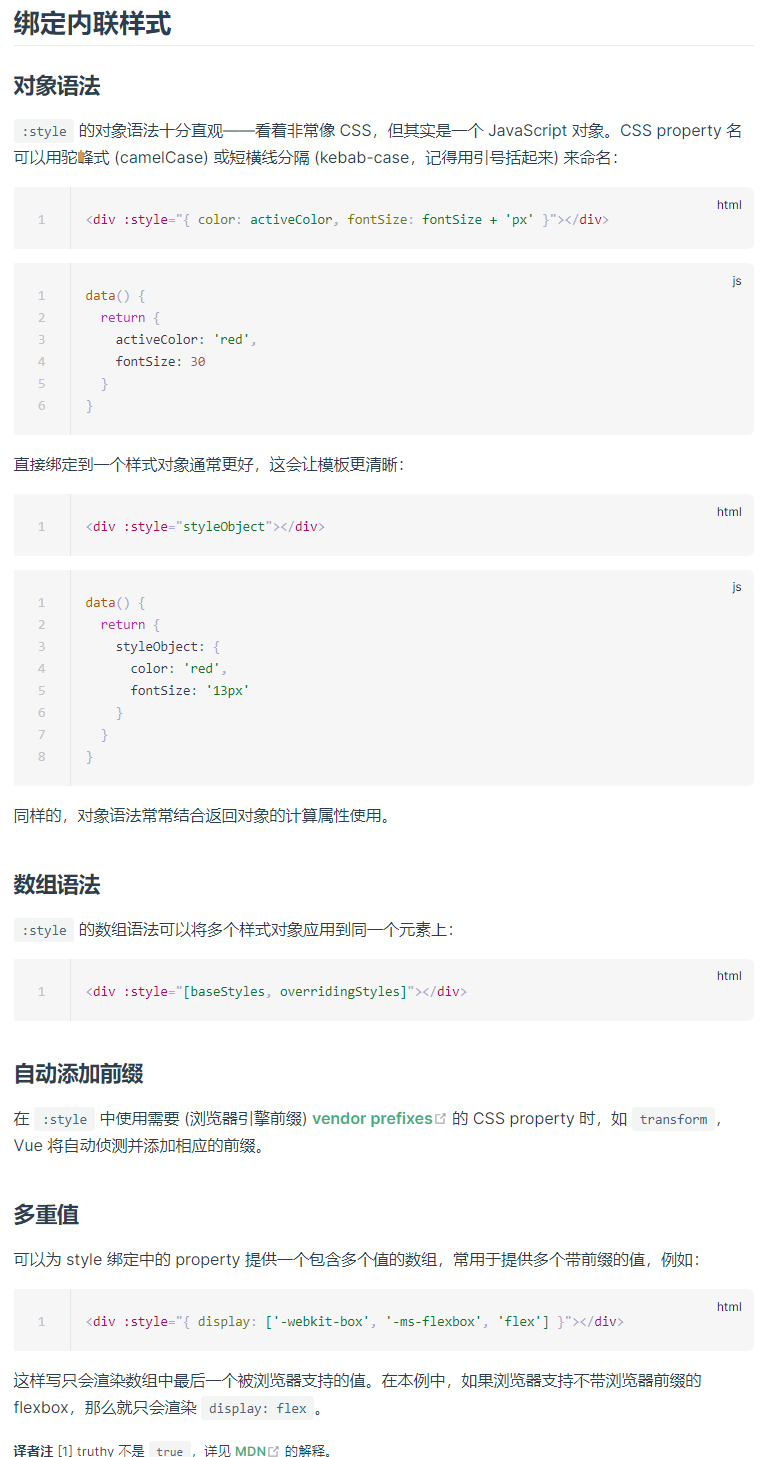 绑定内联样式
对象语法
:style 的对象语法十分直观——看着非常像 CSS，但其实是一个 JavaScript 对象。CSS property 名
可以用驼峰式 (camelCase) 或短横线分隔 (kebab-case，记得用引号括起来) 来命名：
html
1 <div :style="{ color: activeColor, fontSize: fontSize + 'px' }"></div>
js
1 data() {
2   return {
3     activeColor: 'red',
4     fontSize: 30
5   }
6 }
直接绑定到一个样式对象通常更好，这会让模板更清晰：
html
1 <div :style="styleObject"></div>
js
1 data() {
2   return {
3     styleObject: {
4       color: 'red',
5       fontSize: '13px'
6     }
7   }
8 }
同样的，对象语法常常结合返回对象的计算属性使用。
数组语法
:style 的数组语法可以将多个样式对象应用到同一个元素上：
html
1 <div :style="[baseStyles, overridingStyles]"></div>
自动添加前缀
在 :style 中使用需要 (浏览器引擎前缀) vendor prefixes 的 CSS property 时，如 transform，
Vue 将自动侦测并添加相应的前缀。
多重值
可以为 style 绑定中的 property 提供一个包含多个值的数组，常用于提供多个带前缀的值，例如：
html
1 <div :style="{ display: ['-webkit-box', '-ms-flexbox', 'flex'] }"></div>
这样写只会渲染数组中最后一个被浏览器支持的值。在本例中，如果浏览器支持不带浏览器前缀的
flexbox，那么就只会渲染 display: flex。
译者注 [1] truthy 不是 true，详见 MDN 的解释。